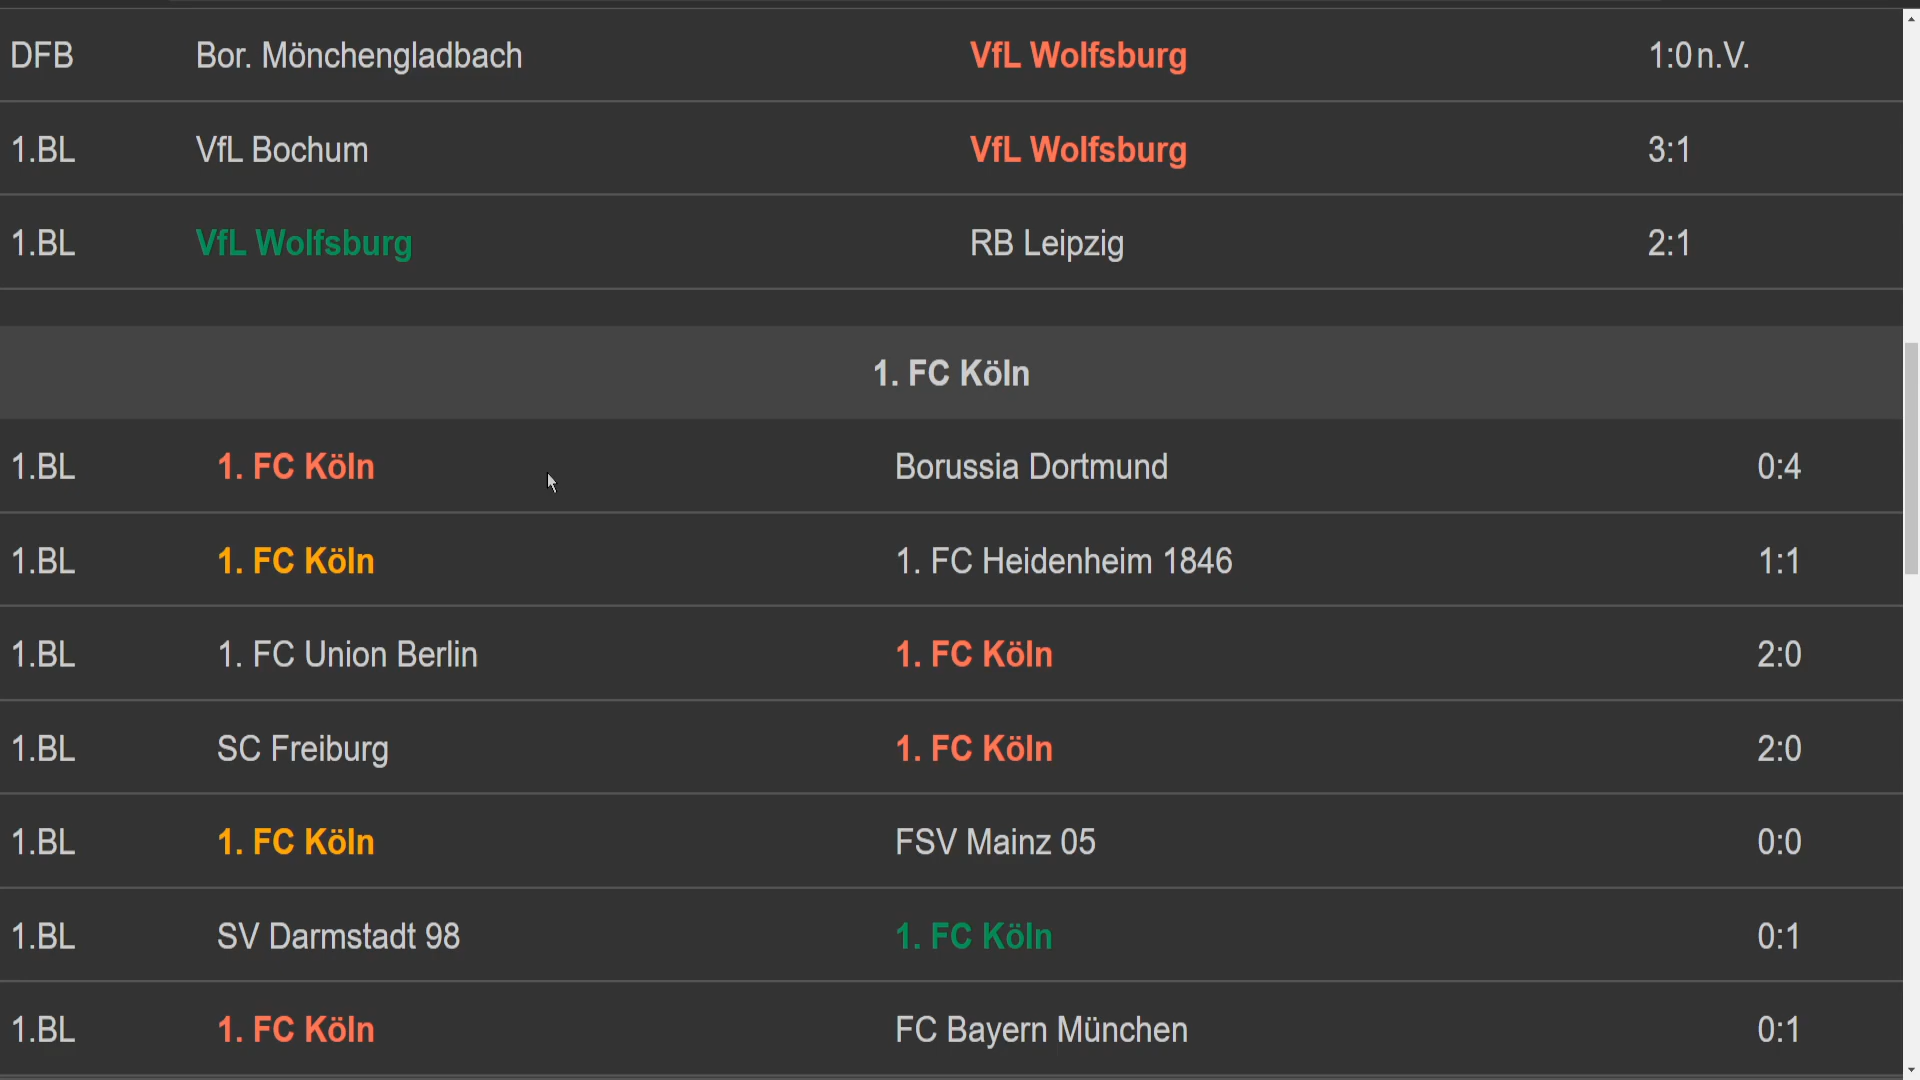 DFB Bor. Mönchengladbach VfL Wolfsburg 1:0 n.V.
1.BL VfL Bochum VfL Wolfsburg 3:1
1.BL VfL Wolfsburg RB Leipzig 2:1
1. FC Köln
1.BL 1. FC Köln Borussia Dortmund 0:4
1.BL 1. FC Köln 1. FC Heidenheim 1846 1:1
1.BL 1. FC Union Berlin 1. FC Köln 2:0
1.BL SC Freiburg 1. FC Köln 2:0
1.BL 1. FC Köln FSV Mainz 05 0:0
1.BL SV Darmstadt 98 1. FC Köln 0:1
1.BL 1. FC Köln FC Bayern München 0:1